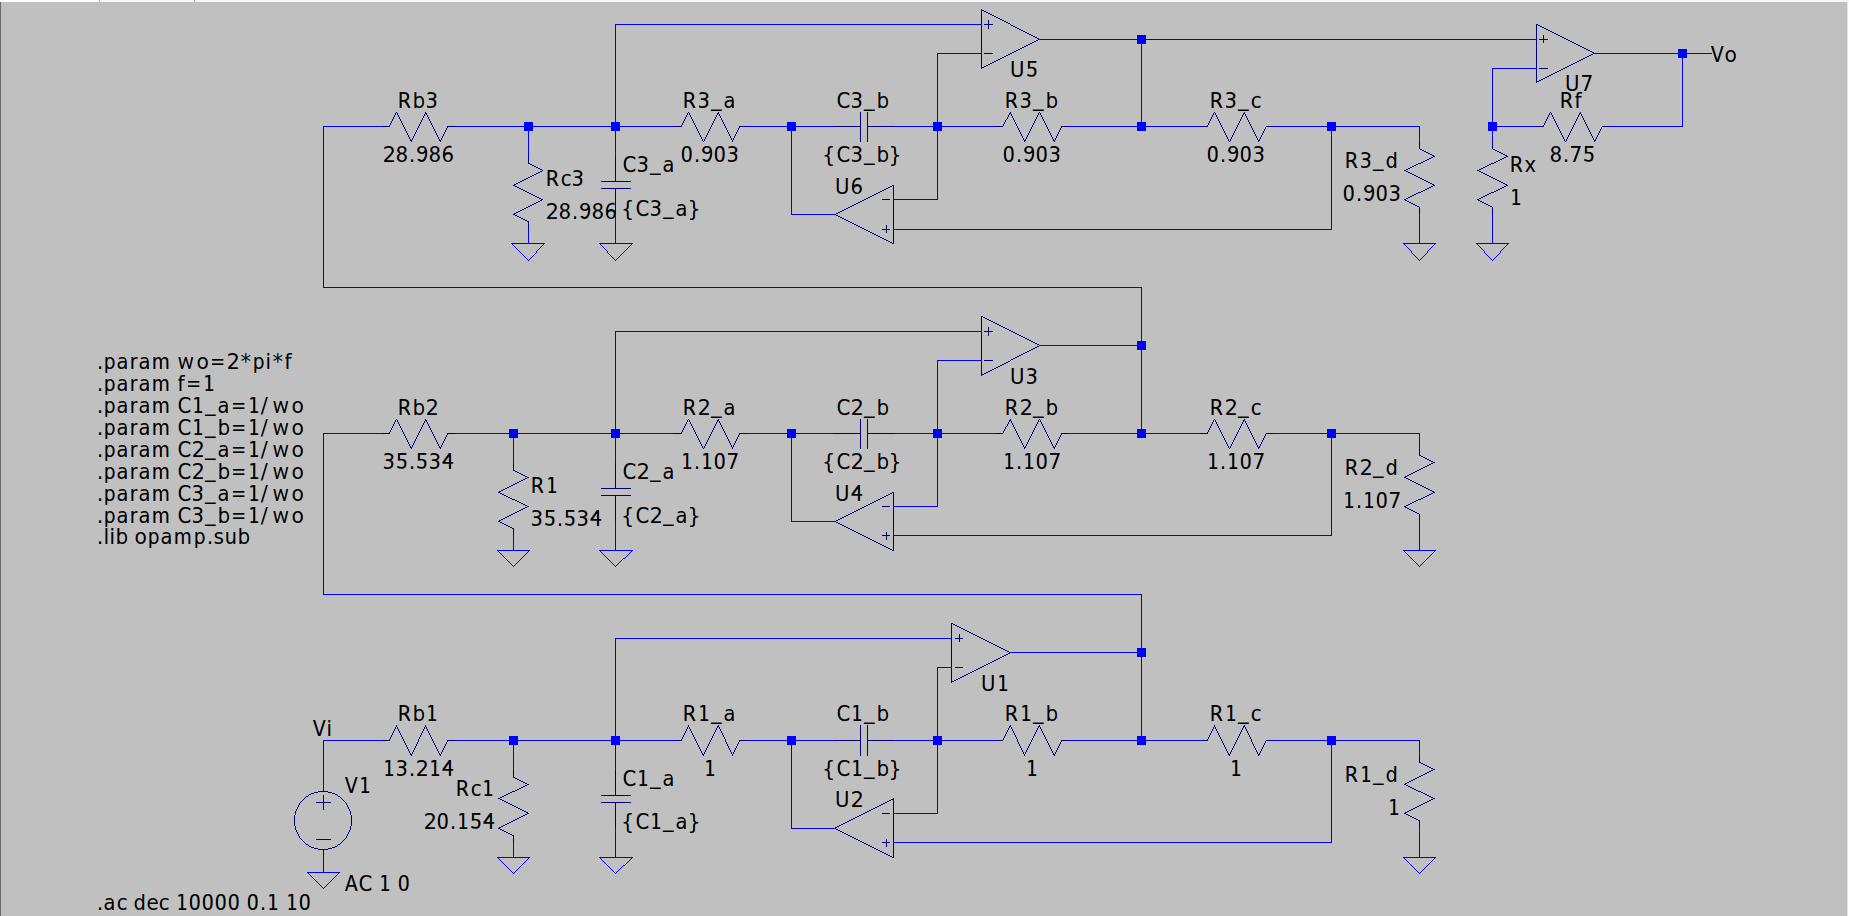 U5
U7
Vo
Rb3
28.986
R3_a
0.903
C3_b
{C3_b}
R3_b
0.903
R3_c
0.903
Rf
8.75
Rc3
28.986
C3_a
{C3_a}
U6
R3_d
0.903
Rx
1
.param wo=2*pi*f
.param f=1
.param C1_a=1/wo
.param C1_b=1/wo
.param C2_a=1/wo
.param C2_b=1/wo
.param C3_a=1/wo
.param C3_b=1/wo
.lib opamp.sub
U3
Rb2
35.534
R2_a
1.107
C2_b
{C2_b}
R2_b
1.107
R2_c
1.107
R1
35.534
C2_a
{C2_a}
U4
R2_d
1.107
U1
Vi
Rb1
13.214
R1_a
1
C1_b
{C1_b}
R1_b
1
R1_c
1
V1
Rc1
20.154
C1_a
{C1_a}
U2
R1_d
1
AC 1 0
.ac dec 10000 0.1 10